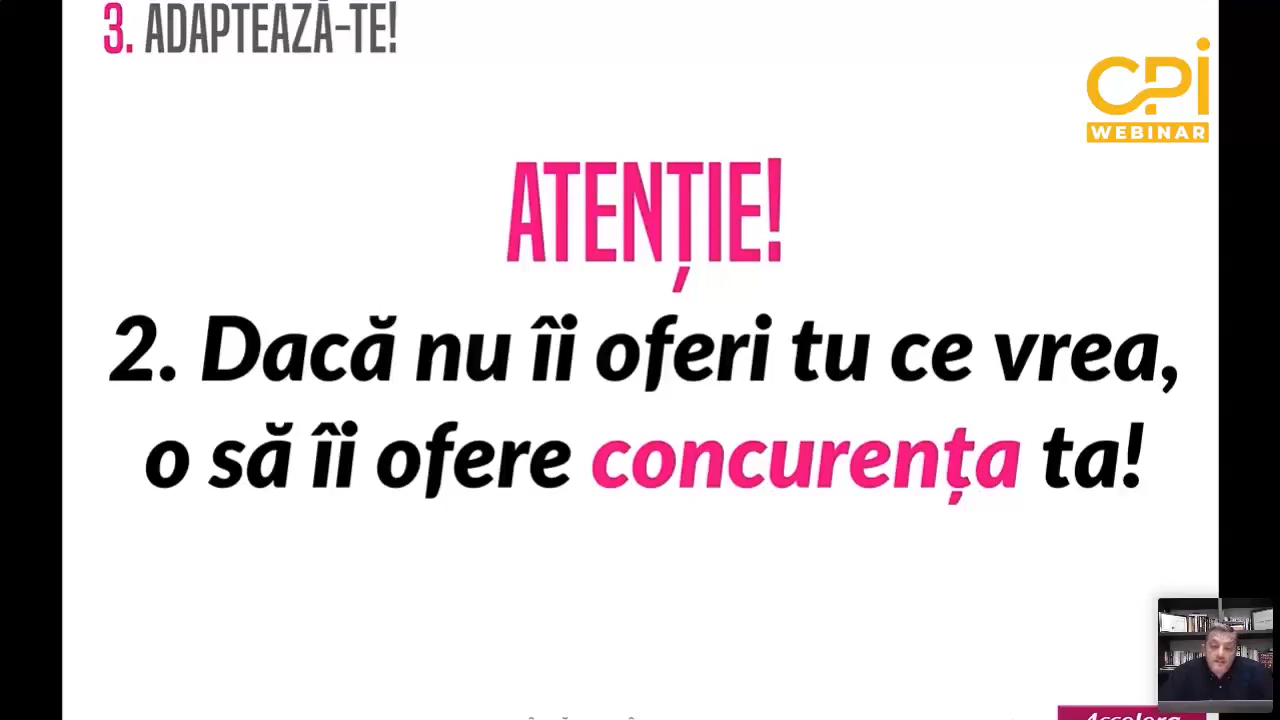 3. ADAPTEAZĂ-TE!
CPI
WEBINAR
ATENȚIE!
2. Dacă nu îi oferi tu ce vrea,
o să îi ofere concurența ta!